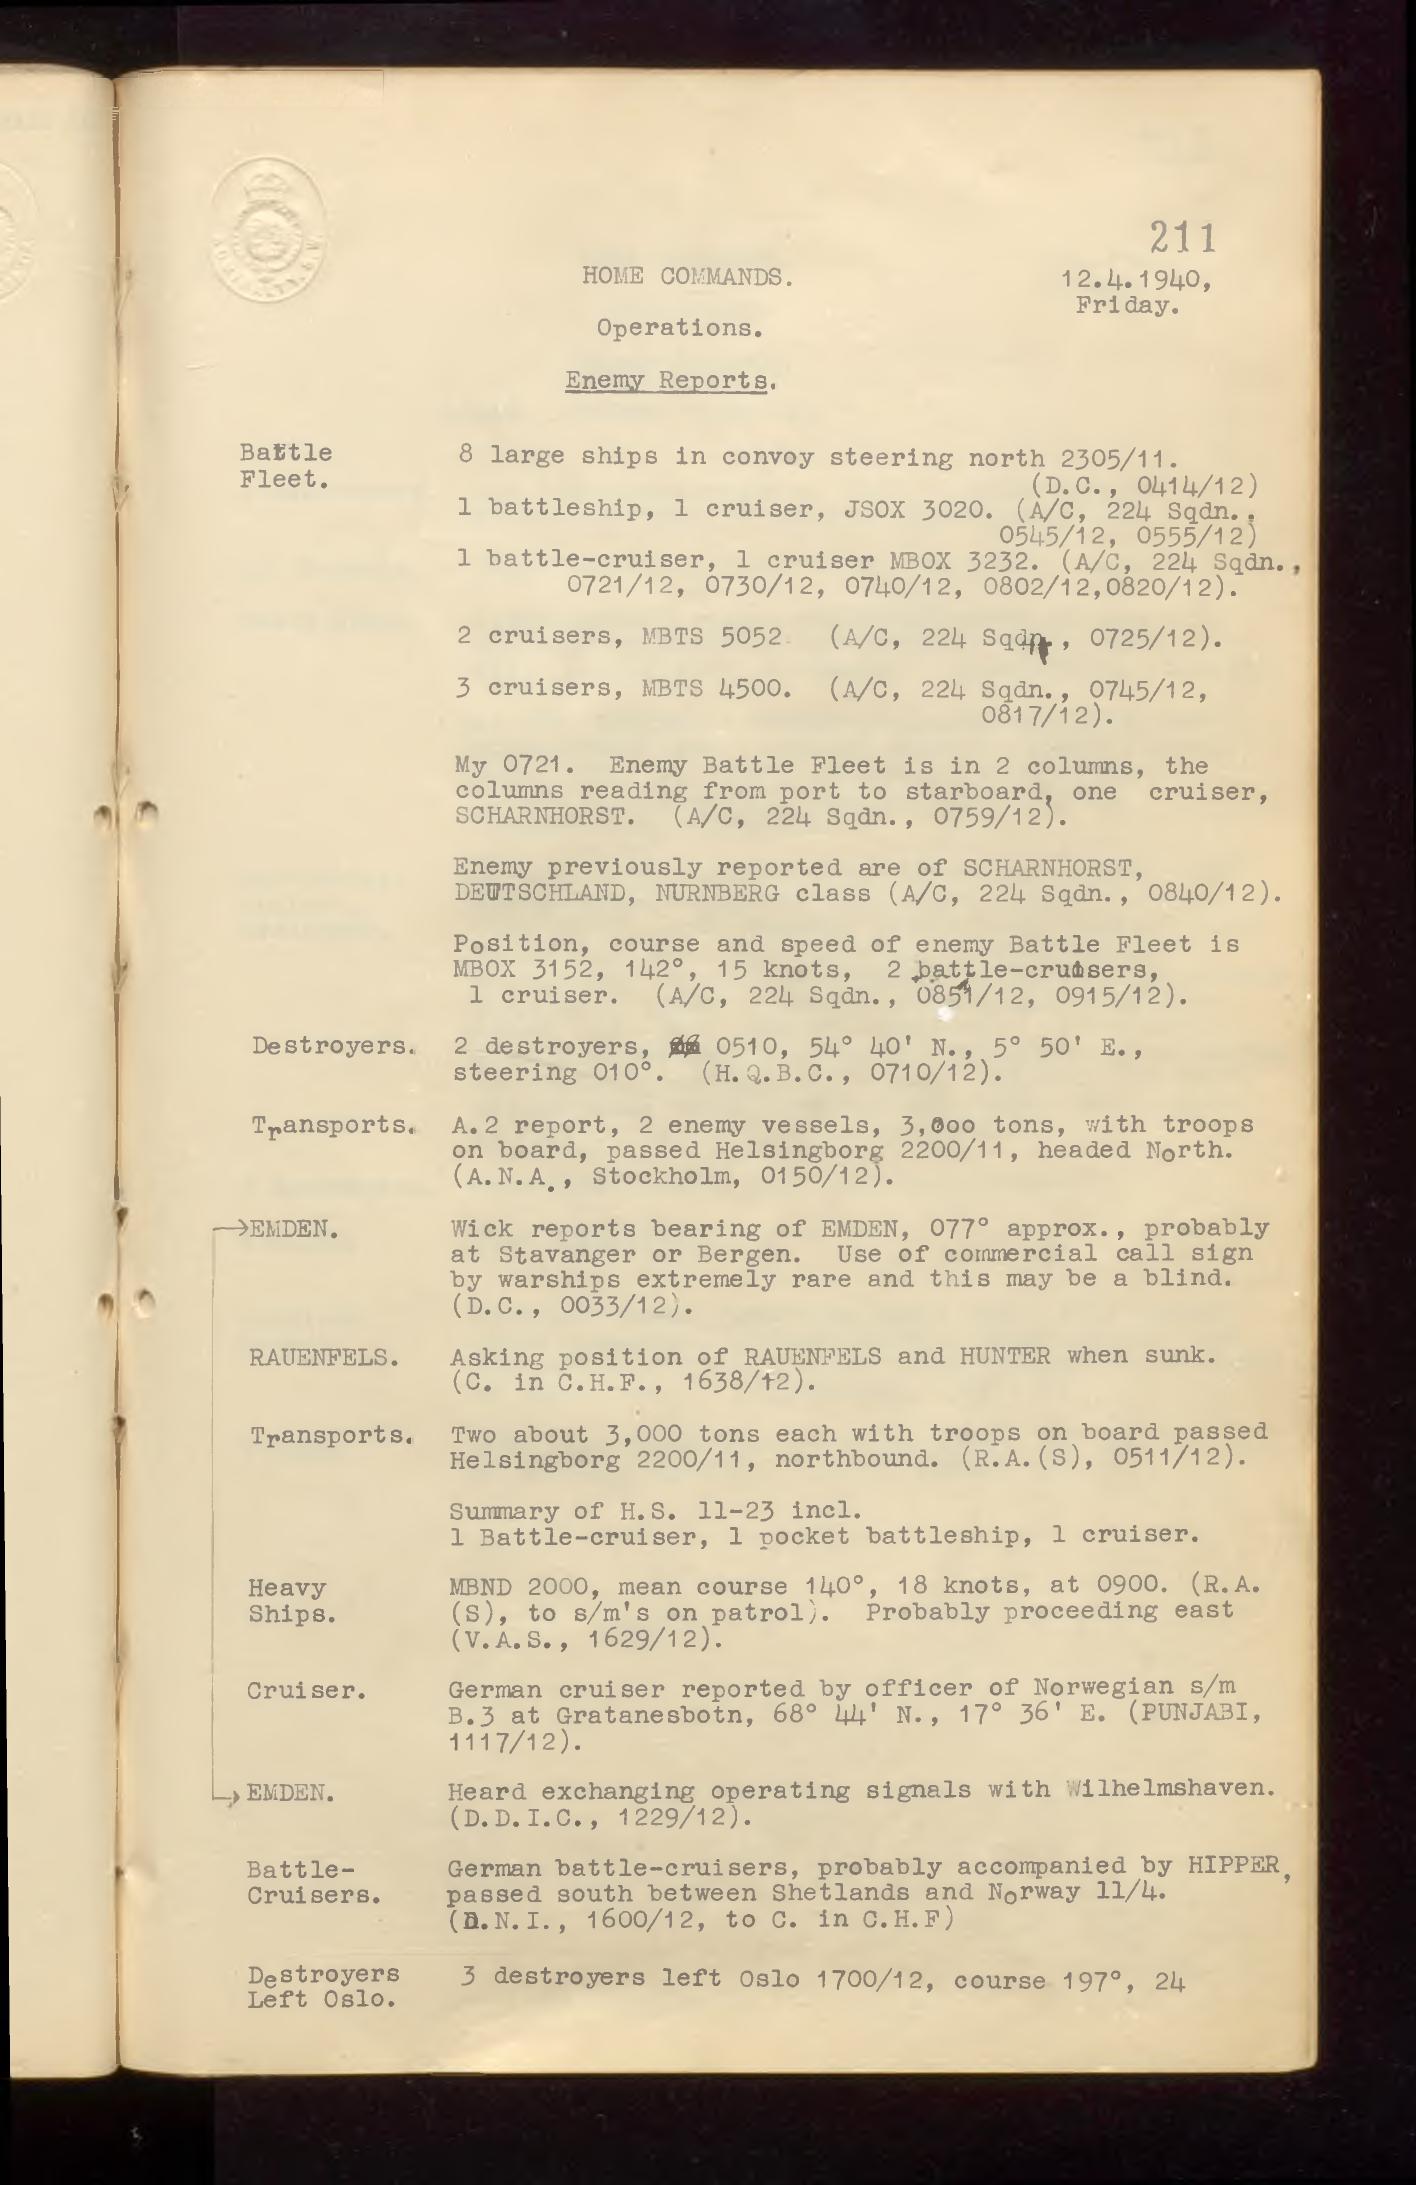 211
HOME COMMANDS.
12.4.1940,
Friday.
Operations.
Enemy Reports.
Battle
Fleet.
8 large ships in convoy steering north 2305/11.
(D.C., 0414/12)
1 battleship, 1 cruiser, JSOX 3020. (A/C, 224 Sqdn.,
0545/12, 0555/12)
1 battle-cruiser, 1 cruiser MBOX 3232. (A/C, 224 Sqdn.,
0721/12, 0730/12, 0740/12, 0802/12,0820/12).
2 cruisers, MBTS 5052. (A/C, 224 Sqdn., 0725/12).
3 cruisers, MBTS 4500. (A/C, 224 Sqdn., 0745/12,
0817/12).
My 0721. Enemy Battle Fleet is in 2 columns, the
columns reading from port to starboard, one cruiser,
SCHARNHORST. (A/C, 224 Sqdn., 0759/12).
Enemy previously reported are of SCHARNHORST,
DEUTSCHLAND, NURNBERG class (A/C, 224 Sqdn., 0840/12).
Position, course and speed of enemy Battle Fleet is
MBOX 3152, 142°, 15 knots, 2 battle-cruisers,
1 cruiser. (A/C, 224 Sqdn., 0851/12, 0915/12).
Destroyers. 2 destroyers, 0510, 54° 40' N., 5° 50' E.,
steering 010°. (H.Q.B.C., 0710/12).
Transports. A.2 report, 2 enemy vessels, 3,000 tons, with troops
on board, passed Helsingborg 2200/11, headed North.
(A.N.A., Stockholm, 0150/12).
→EMDEN. Wick reports bearing of EMDEN, 077° approx., probably
at Stavanger or Bergen. Use of commercial call sign
by warships extremely rare and this may be a blind.
(D.C., 0033/12).
RAUENFELS. Asking position of RAUENFELS and HUNTER when sunk.
(C. in C.H.F., 1638/12).
Transports. Two about 3,000 tons each with troops on board passed
Helsingborg 2200/11, northbound. (R.A.(S), 0511/12).
Summary of H.S. 11-23 incl.
1 Battle-cruiser, 1 pocket battleship, 1 cruiser.
Heavy
Ships.
MBND 2000, mean course 140°, 18 knots, at 0900. (R.A.
(S), to s/m's on patrol). Probably proceeding east
(V.A.S., 1629/12).
Cruiser. German cruiser reported by officer of Norwegian s/m
B.3 at Gratanesbotn, 68° 44' N., 17° 36' E. (PUNJABI,
1117/12).
→EMDEN. Heard exchanging operating signals with Wilhelmshaven.
(D.D.I.C., 1229/12).
Battle-
Cruisers.
German battle-cruisers, probably accompanied by HIPPER,
passed south between Shetlands and Norway 11/4.
(D.N.I., 1600/12, to C. in C.H.F)
Destroyers
Left Oslo.
3 destroyers left Oslo 1700/12, course 197°, 24